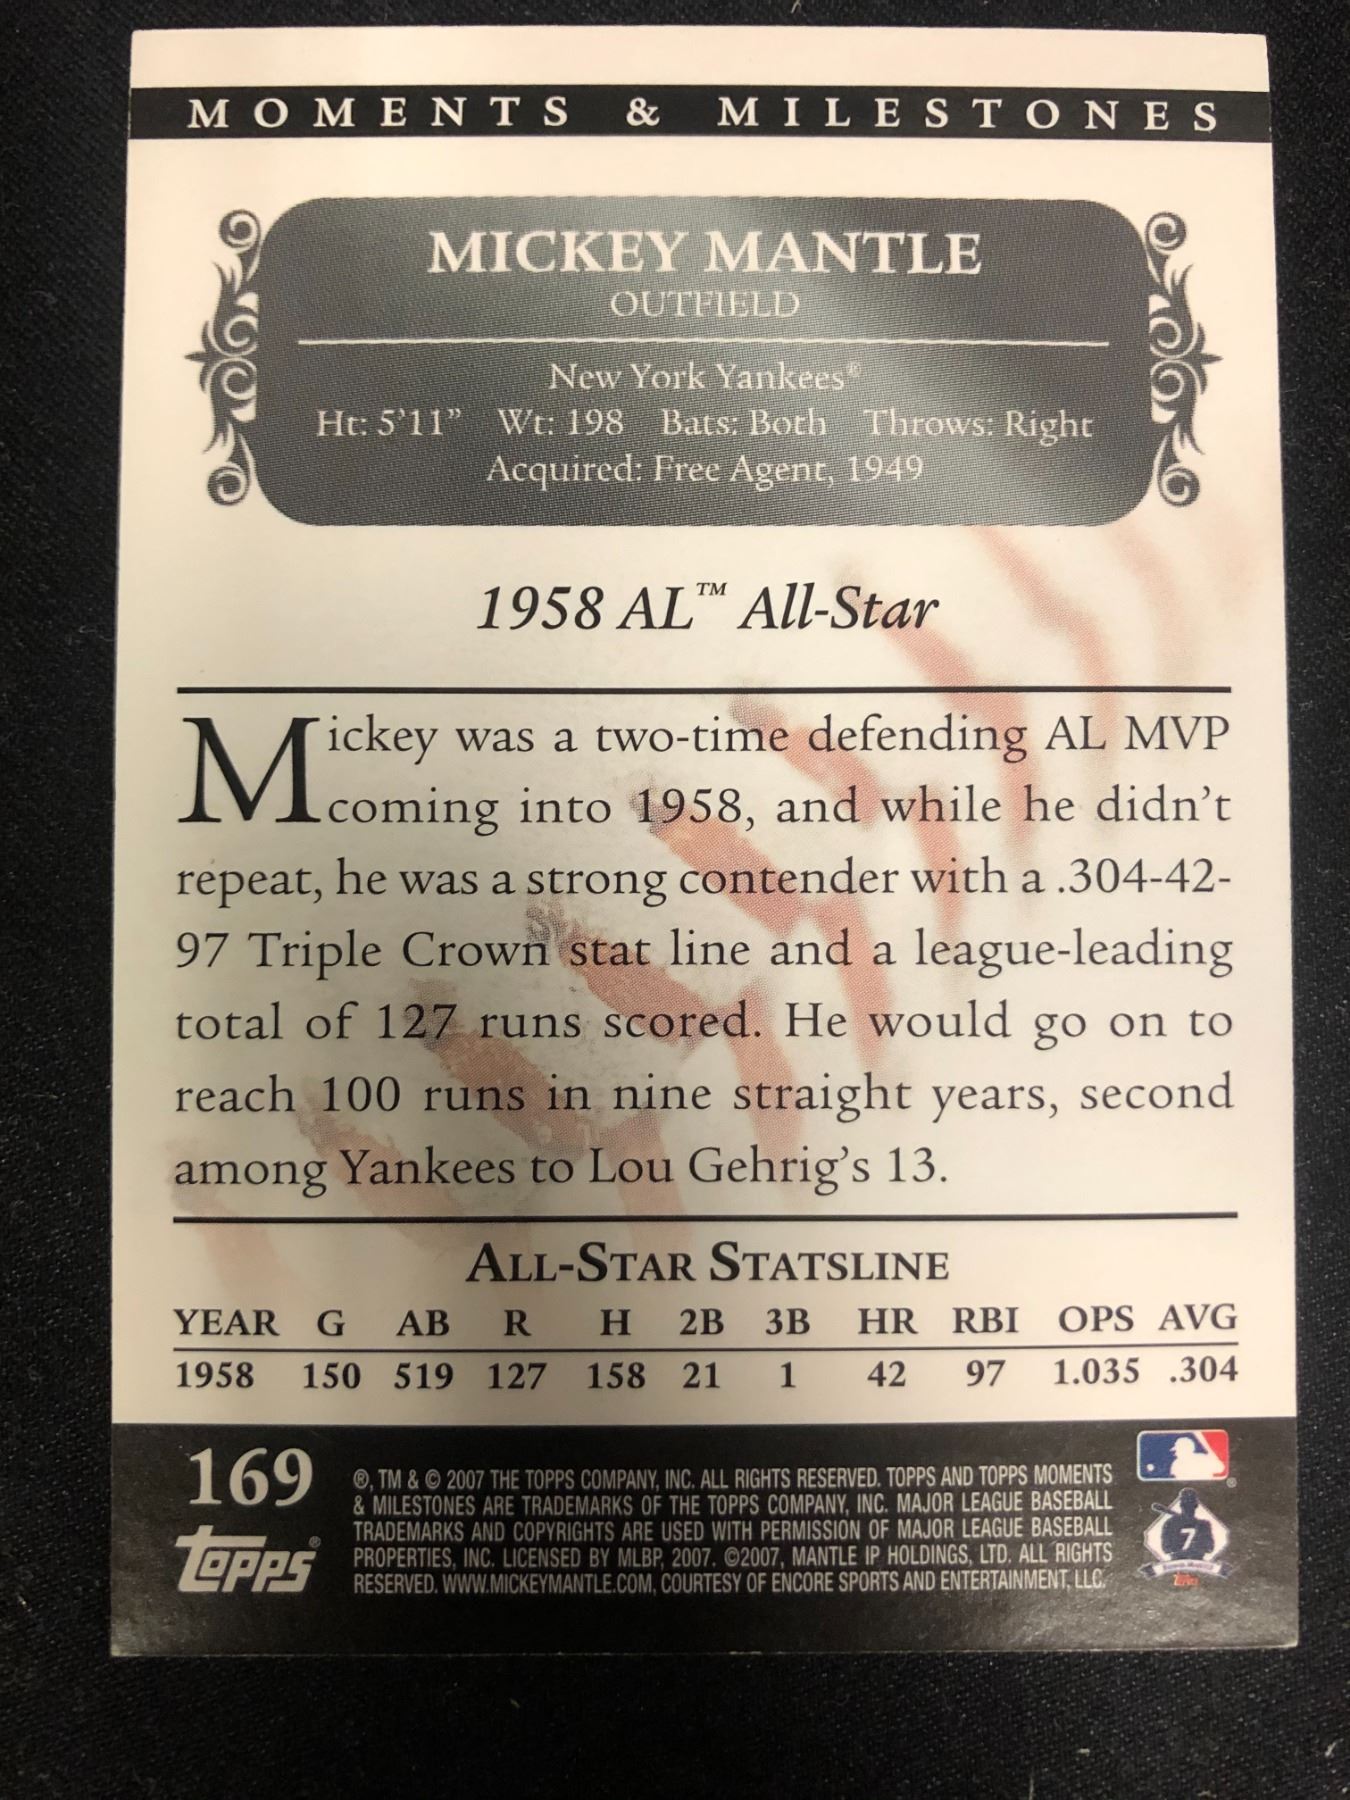 MOMENTS & MILESTONES
MICKEY MANTLE
OUTFIELD
New York Yankees®
Ht: 5'11” Wt: 198 Bats: Both Throws: Right
Acquired: Free Agent, 1949
1958 AL™ All-Star
Mickey was a two-time defending AL MVP
coming into 1958, and while he didn't
repeat, he was a strong contender with a .304-42-
97 Triple Crown stat line and a league-leading
total of 127 runs scored. He would go on to
reach 100 runs in nine straight years, second
among Yankees to Lou Gehrig's 13.
ALL-STAR STATSLINE
YEAR G AB R H 2B 3B HR RBI OPS AVG
1958 150 519 127 158 21 1 42 97 1.035 .304
169
topps®
®, TM & © 2007 THE TOPPS COMPANY, INC. ALL RIGHTS RESERVED. TOPPS AND TOPPS MOMENTS
& MILESTONES ARE TRADEMARKS OF THE TOPPS COMPANY, INC. MAJOR LEAGUE BASEBALL
TRADEMARKS AND COPYRIGHTS ARE USED WITH PERMISSION OF MAJOR LEAGUE BASEBALL
PROPERTIES, INC. LICENSED BY MLBP, 2007. ©2007, MANTLE IP HOLDINGS, LTD. ALL RIGHTS
RESERVED. WWW.MICKEYMANTLE.COM, COURTESY OF ENCORE SPORTS AND ENTERTAINMENT, LLC.
®
7